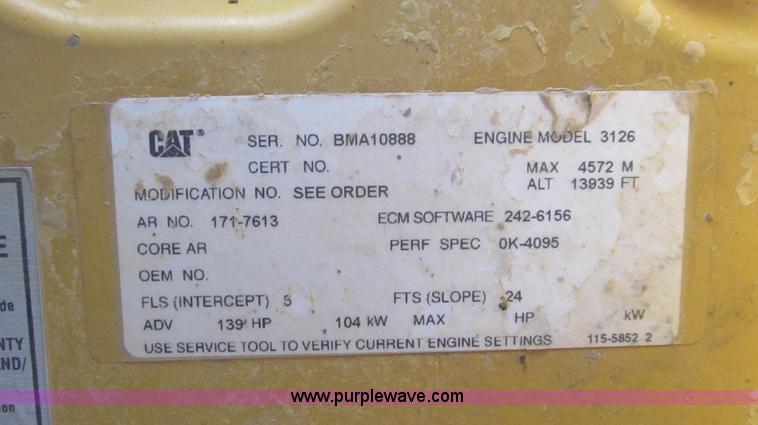 CAT® SER. NO. BMA10888 ENGINE MODEL 3126
CERT NO. MAX 4572 M
ALT 13939 FT
MODIFICATION NO. SEE ORDER
AR NO. 171-7613 ECM SOFTWARE 242-6156
CORE AR PERF SPEC 0K-4095
OEM NO.
FLS (INTERCEPT) 5 FTS (SLOPE) 24
ADV 139 HP 104 kW MAX HP kW
USE SERVICE TOOL TO VERIFY CURRENT ENGINE SETTINGS 115-5852 2
www.purplewave.com